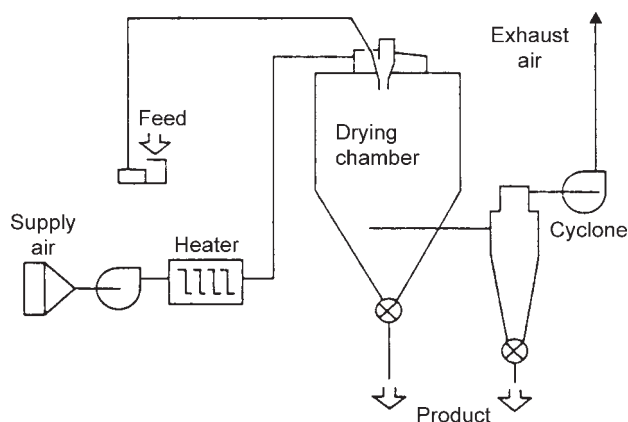 Exhaust
air
Feed
Drying
chamber
Supply
air
Heater
Cyclone
Product